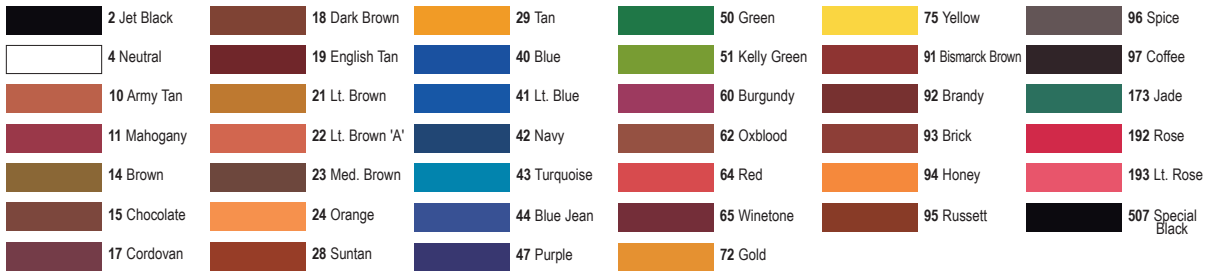 2 Jet Black
4 Neutral
10 Army Tan
11 Mahogany
14 Brown
15 Chocolate
17 Cordovan
18 Dark Brown
19 English Tan
21 Lt. Brown
22 Lt. Brown 'A'
23 Med. Brown
24 Orange
28 Suntan
29 Tan
40 Blue
41 Lt. Blue
42 Navy
43 Turquoise
44 Blue Jean
47 Purple
50 Green
51 Kelly Green
60 Burgundy
62 Oxblood
64 Red
65 Winetone
72 Gold
75 Yellow
91 Bismarck Brown
92 Brandy
93 Brick
94 Honey
95 Russett
96 Spice
97 Coffee
173 Jade
192 Rose
193 Lt. Rose
507 Special
Black